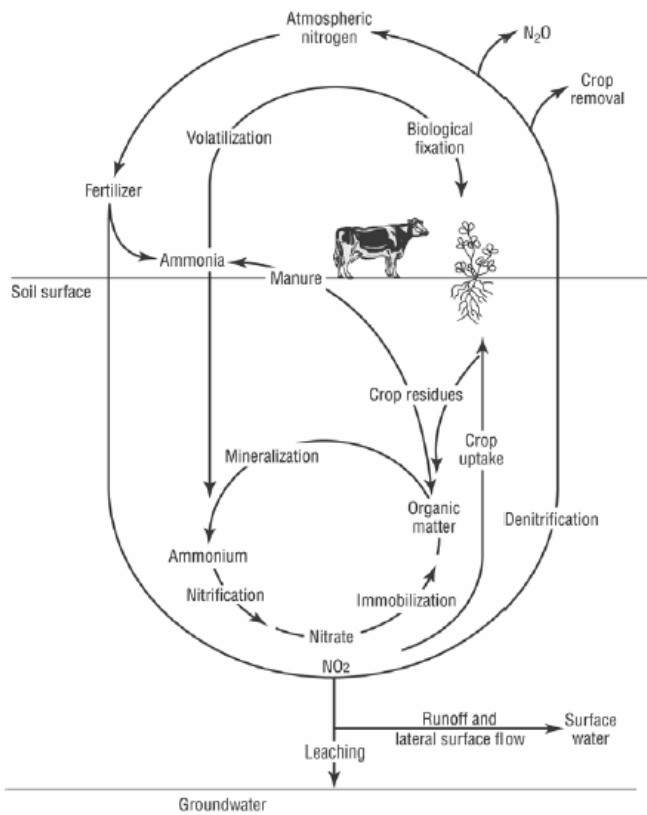 Atmospheric
nitrogen
N2O
Crop
removal
Volatilization
Biological
fixation
Fertilizer
Ammonia
Manure
Soil surface
Crop residues
Crop
uptake
Mineralization
Organic
matter
Denitrification
Ammonium
Nitrification
Immobilization
Nitrate
NO2
Runoff and
lateral surface flow
Surface
water
Leaching
Groundwater